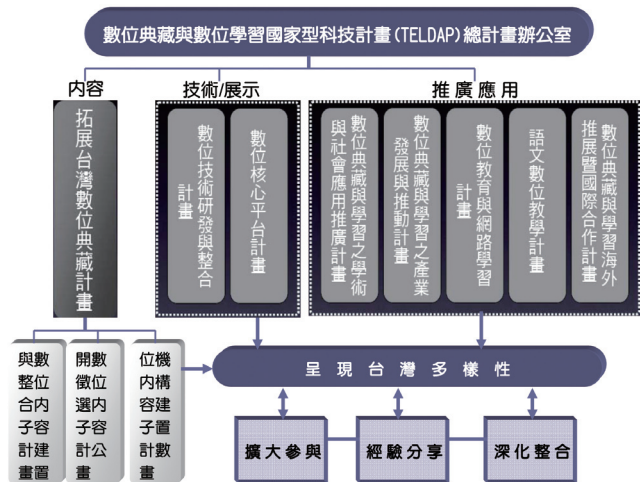 數位典藏與數位學習國家型科技計畫(TELDAP)總計畫辦公室
內容
拓展台灣數位典藏計畫
技術/展示
數位技術研發與整合
計畫
數位核心平台計畫
推廣應用
數位典藏與學習之學術
與社會應用推廣計畫
數位典藏與學習之產業
發展與推動計畫
數位教育與網路學習
計畫
語文數位教學計畫
數位典藏與學習海外
推展暨國際合作計畫
數位內容建置
與整合子計畫
數位內容公
開徵選子計畫
機構建置數
位內容子計畫
呈現台灣多樣性
擴大參與
經驗分享
深化整合